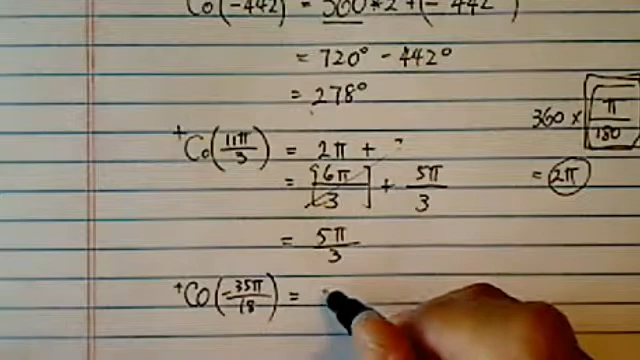 Co(-442) = 360*2 + (-442°)
= 720° - 442°
= 278°
360 × [π/180]
= 2π
+Co(11π/3) = 2π + ?
= [6π/3] + 5π/3
= 5π/3
+CO(-35π/18) =